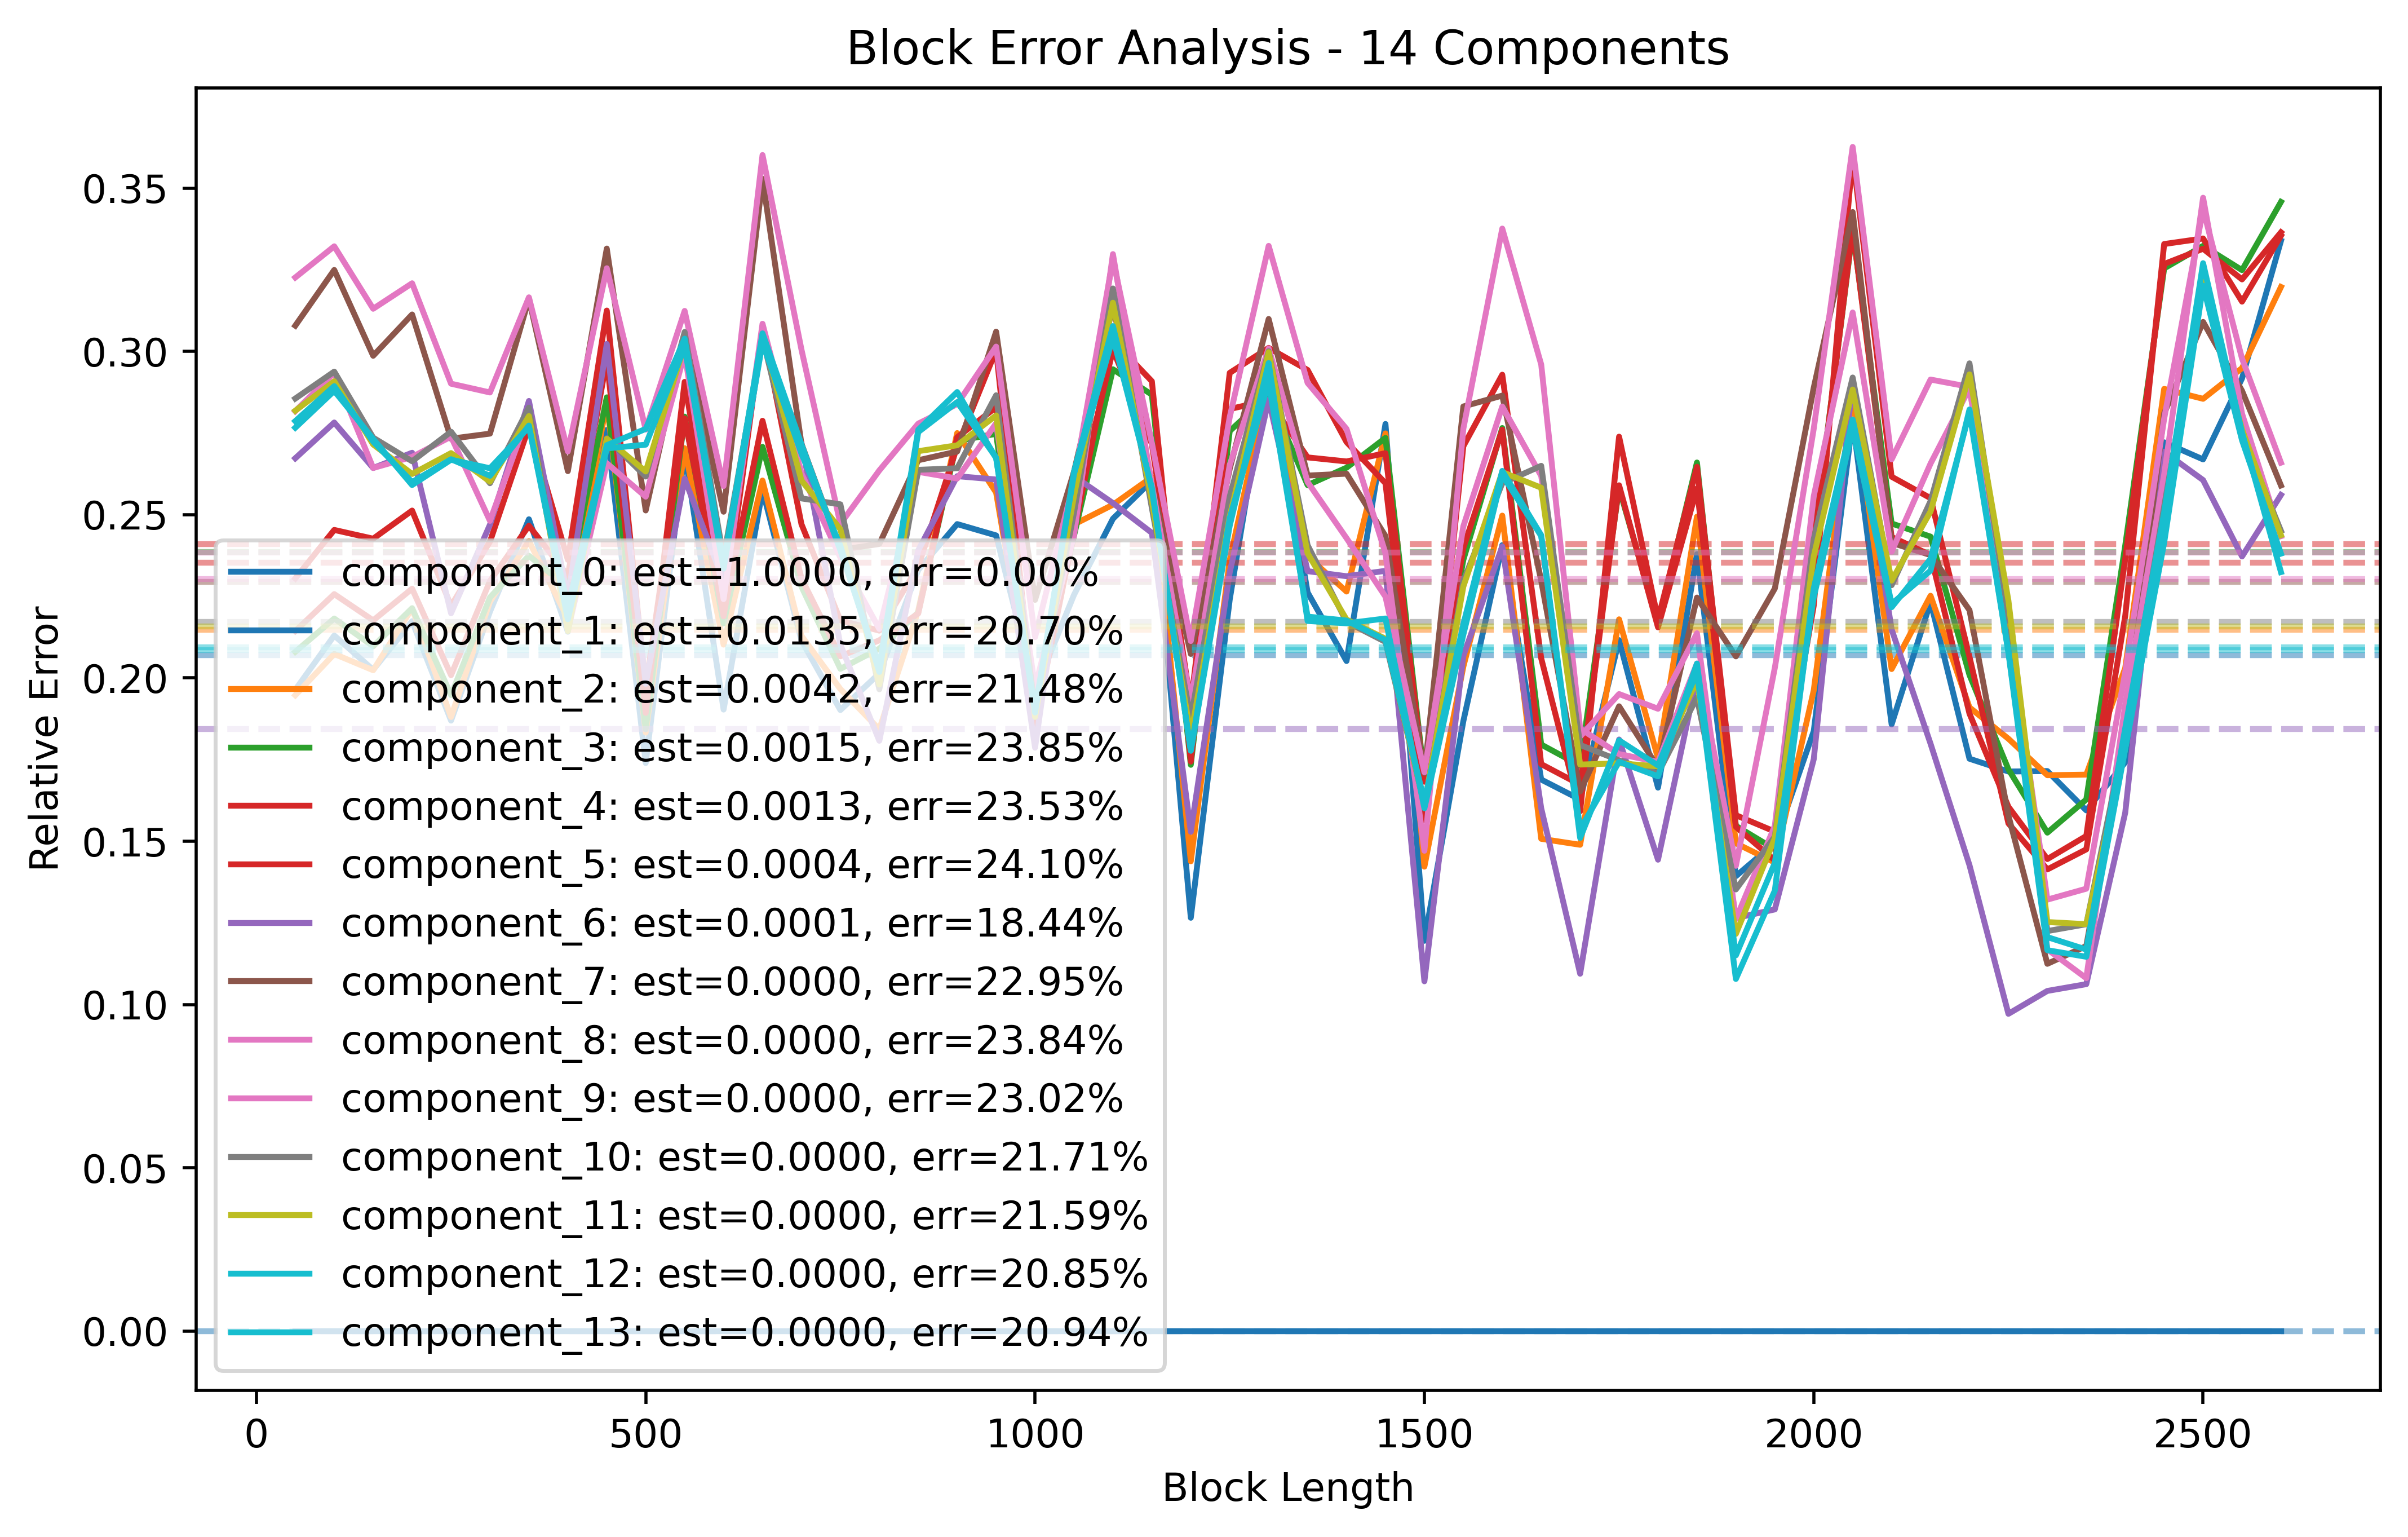 Block Error Analysis - 14 Components
Relative Error
0.35
0.30
0.25
0.20
0.15
0.10
0.05
0.00
component_0: est=1.0000, err=0.00%
component_1: est=0.0135, err=20.70%
component_2: est=0.0042, err=21.48%
component_3: est=0.0015, err=23.85%
component_4: est=0.0013, err=23.53%
component_5: est=0.0004, err=24.10%
component_6: est=0.0001, err=18.44%
component_7: est=0.0000, err=22.95%
component_8: est=0.0000, err=23.84%
component_9: est=0.0000, err=23.02%
component_10: est=0.0000, err=21.71%
component_11: est=0.0000, err=21.59%
component_12: est=0.0000, err=20.85%
component_13: est=0.0000, err=20.94%
0 500 1000 1500 2000 2500
Block Length